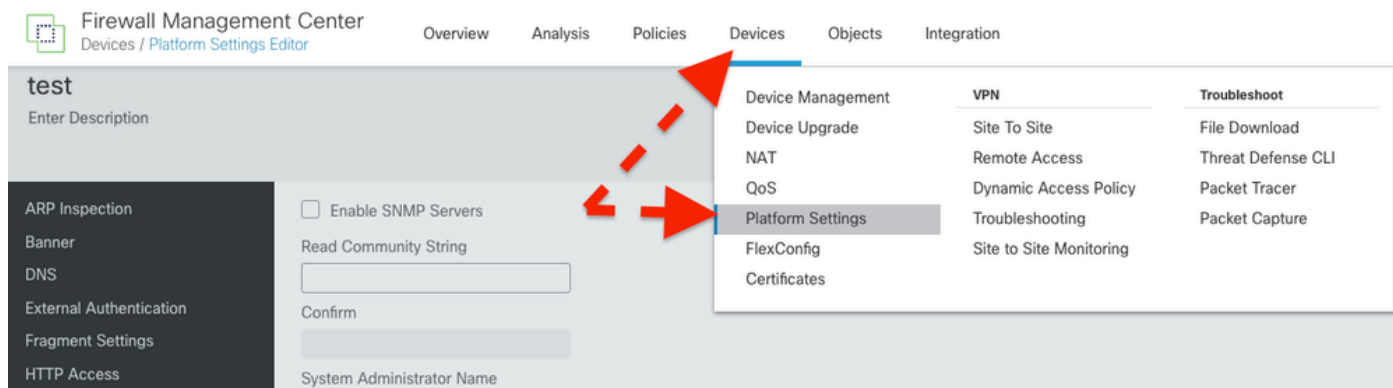 Firewall Management Center
Devices / Platform Settings Editor
Overview Analysis Policies Devices Objects Integration
test
Enter Description
Device Management
Device Upgrade
NAT
QoS
Platform Settings
FlexConfig
Certificates
VPN
Site To Site
Remote Access
Dynamic Access Policy
Troubleshooting
Site to Site Monitoring
Troubleshoot
File Download
Threat Defense CLI
Packet Tracer
Packet Capture
ARP Inspection
Banner
DNS
External Authentication
Fragment Settings
HTTP Access
Enable SNMP Servers
Read Community String
Confirm
System Administrator Name